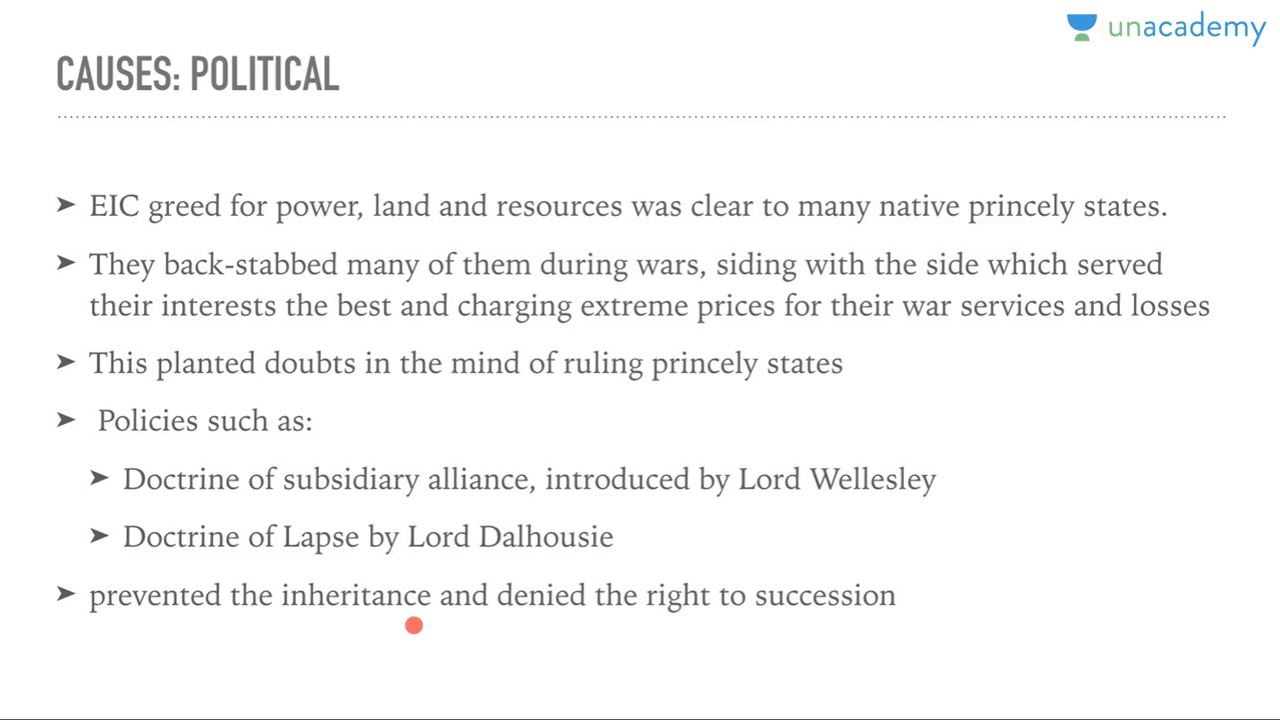 unacademy
CAUSES: POLITICAL
➤ EIC greed for power, land and resources was clear to many native princely states.
➤ They back-stabbed many of them during wars, siding with the side which served
their interests the best and charging extreme prices for their war services and losses
➤ This planted doubts in the mind of ruling princely states
➤ Policies such as:
➤ Doctrine of subsidiary alliance, introduced by Lord Wellesley
➤ Doctrine of Lapse by Lord Dalhousie
➤ prevented the inheritance and denied the right to succession